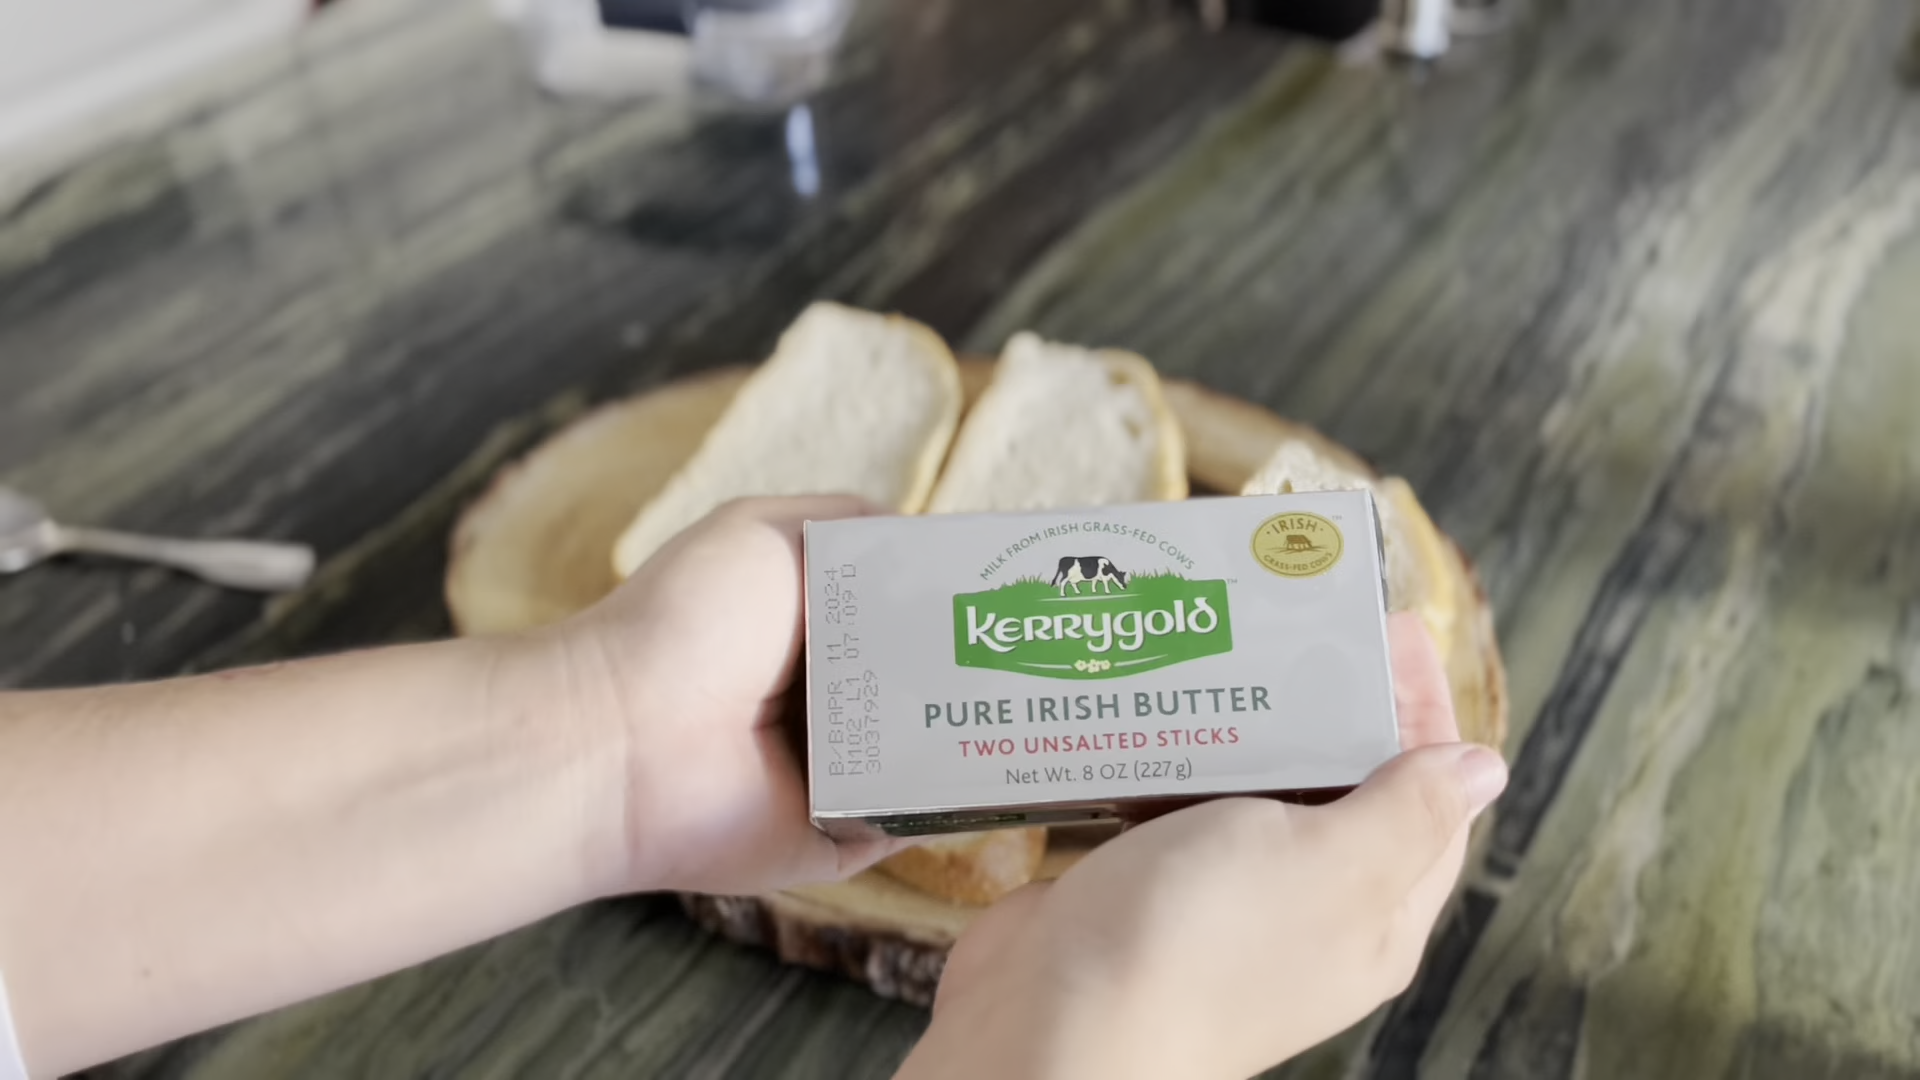 MILK FROM IRISH GRASS-FED COWS
kerrygold
PURE IRISH BUTTER
TWO UNSALTED STICKS
Net Wt. 8 OZ (227 g)
IRISH
GRASS-FED COWS
B/BAPR 11 2024
N102 L1 07:09 D
3037929